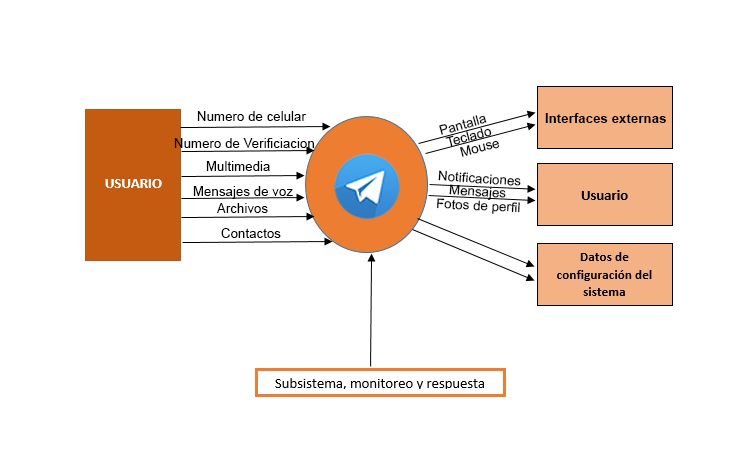 USUARIO
Numero de celular
Numero de Verificiacion
Multimedia
Mensajes de voz
Archivos
Contactos
Pantalla
Teclado
Mouse
Notificaciones
Mensajes
Fotos de perfil
Interfaces externas
Usuario
Datos de
configuración del
sistema
Subsistema, monitoreo y respuesta